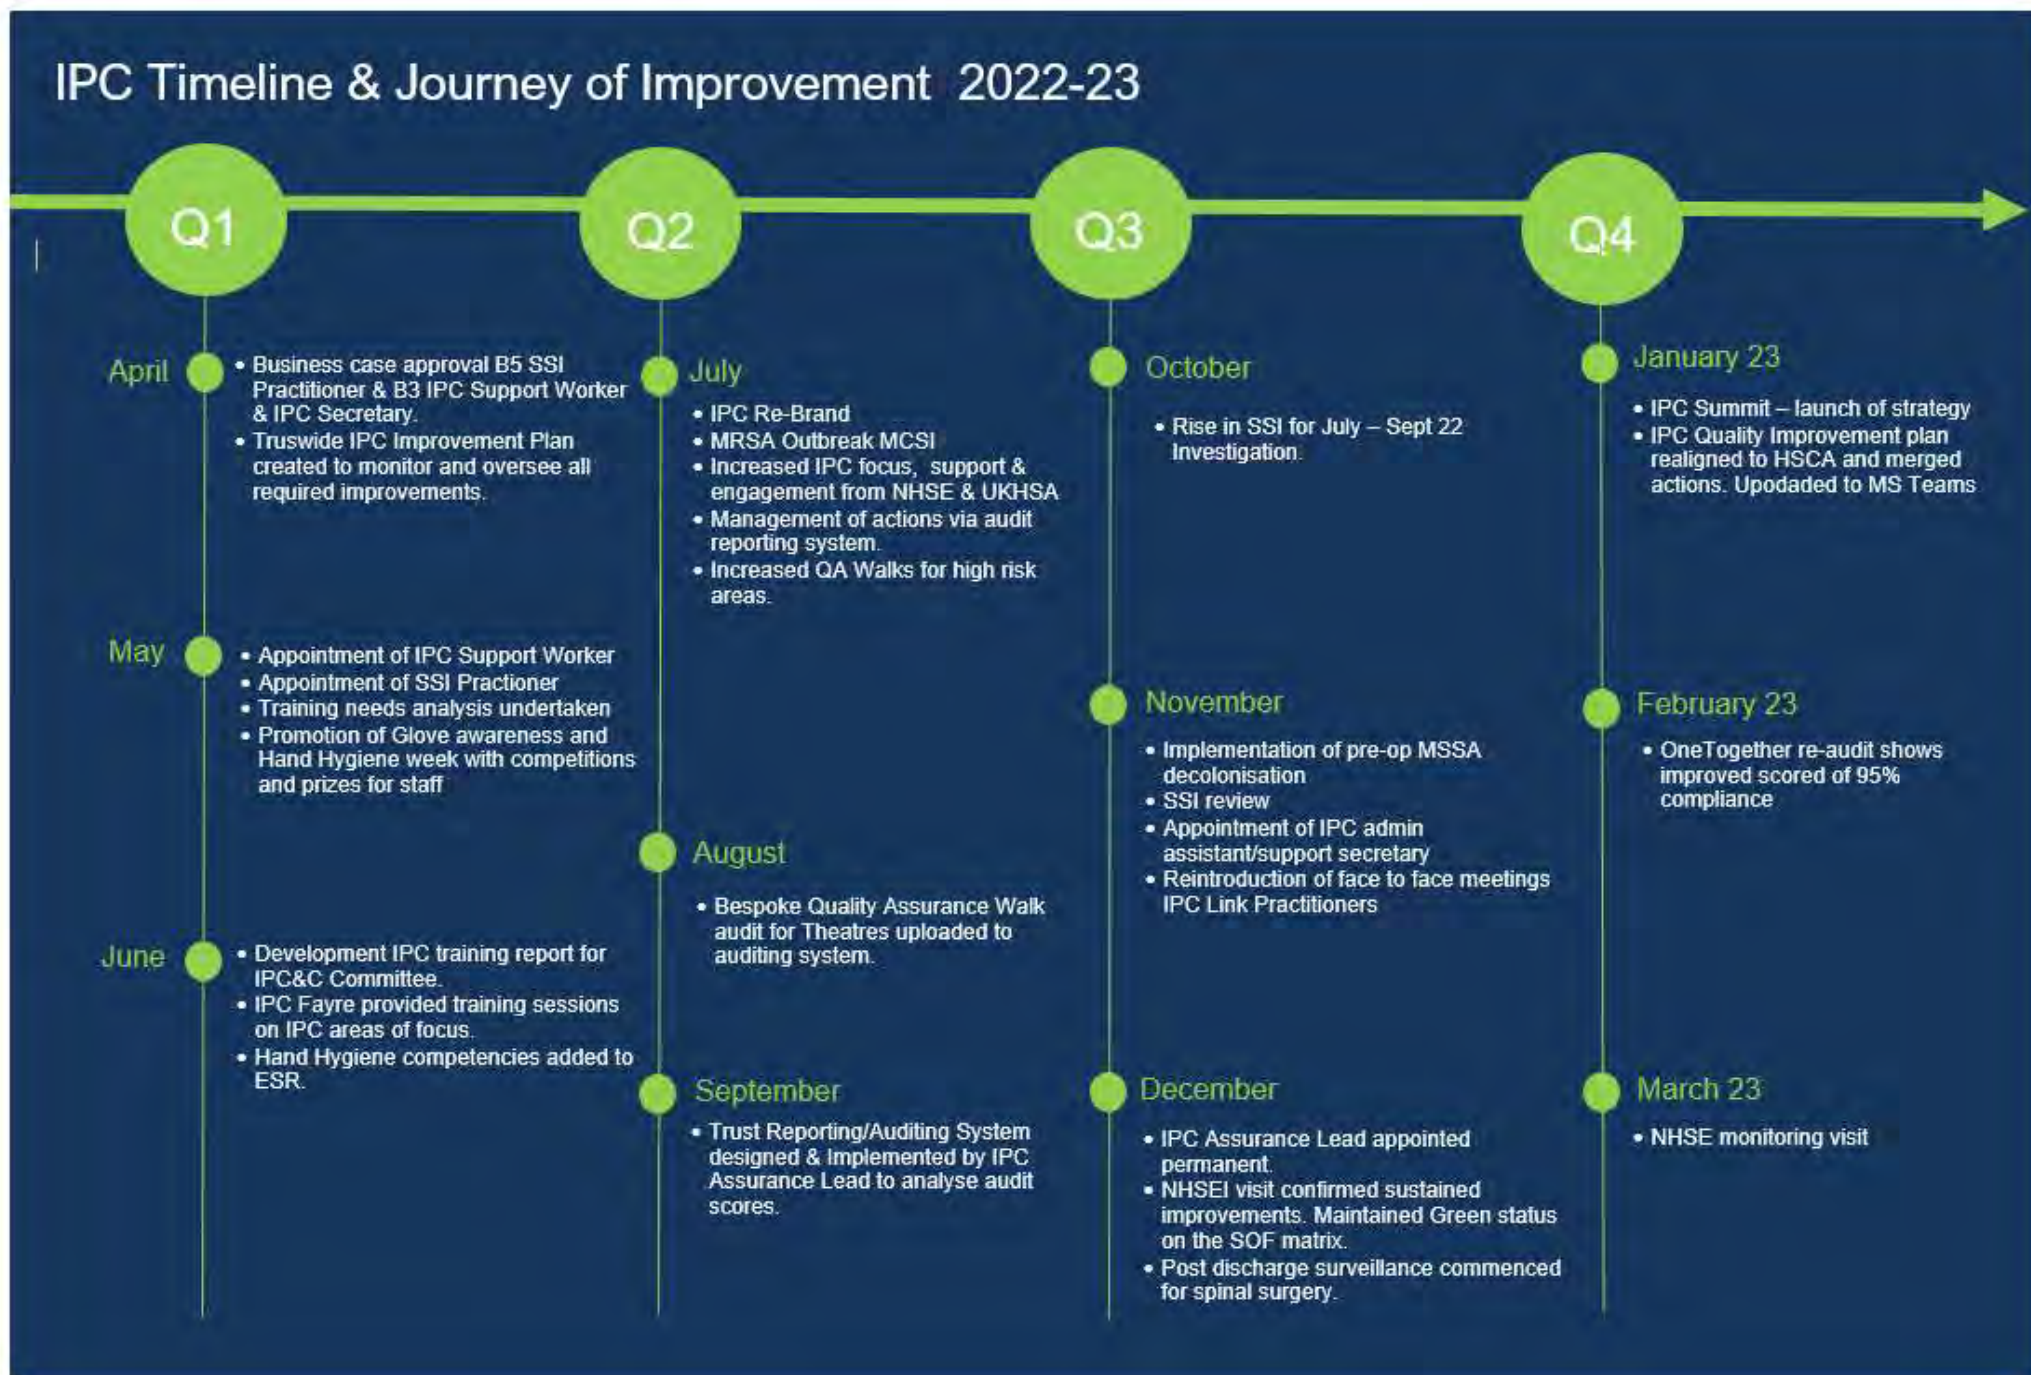 IPC Timeline & Journey of Improvement 2022-23
Q1
Q2
Q3
Q4
April
• Business case approval B5 SSI
Practitioner & B3 IPC Support Worker
& IPC Secretary.
• Truswide IPC Improvement Plan
created to monitor and oversee all
required improvements.
May
• Appointment of IPC Support Worker
• Appointment of SSI Practioner
• Training needs analysis undertaken
• Promotion of Glove awareness and
Hand Hygiene week with competitions
and prizes for staff
June
• Development IPC training report for
IPC&C Committee.
• IPC Fayre provided training sessions
on IPC areas of focus.
• Hand Hygiene competencies added to
ESR.
July
• IPC Re-Brand
• MRSA Outbreak MCSI
• Increased IPC focus, support &
engagement from NHSE & UKHSA
• Management of actions via audit
reporting system.
• Increased QA Walks for high risk
areas.
August
• Bespoke Quality Assurance Walk
audit for Theatres uploaded to
auditing system.
September
• Trust Reporting/Auditing System
designed & Implemented by IPC
Assurance Lead to analyse audit
scores.
October
• Rise in SSI for July – Sept 22
Investigation.
November
• Implementation of pre-op MSSA
decolonisation
• SSI review
• Appointment of IPC admin
assistant/support secretary
• Reintroduction of face to face meetings
IPC Link Practitioners
December
• IPC Assurance Lead appointed
permanent.
• NHSEI visit confirmed sustained
improvements. Maintained Green status
on the SOF matrix.
• Post discharge surveillance commenced
for spinal surgery.
January 23
• IPC Summit – launch of strategy
• IPC Quality Improvement plan
realigned to HSCA and merged
actions. Upodaded to MS Teams
February 23
• OneTogether re-audit shows
improved scored of 95%
compliance
March 23
• NHSE monitoring visit